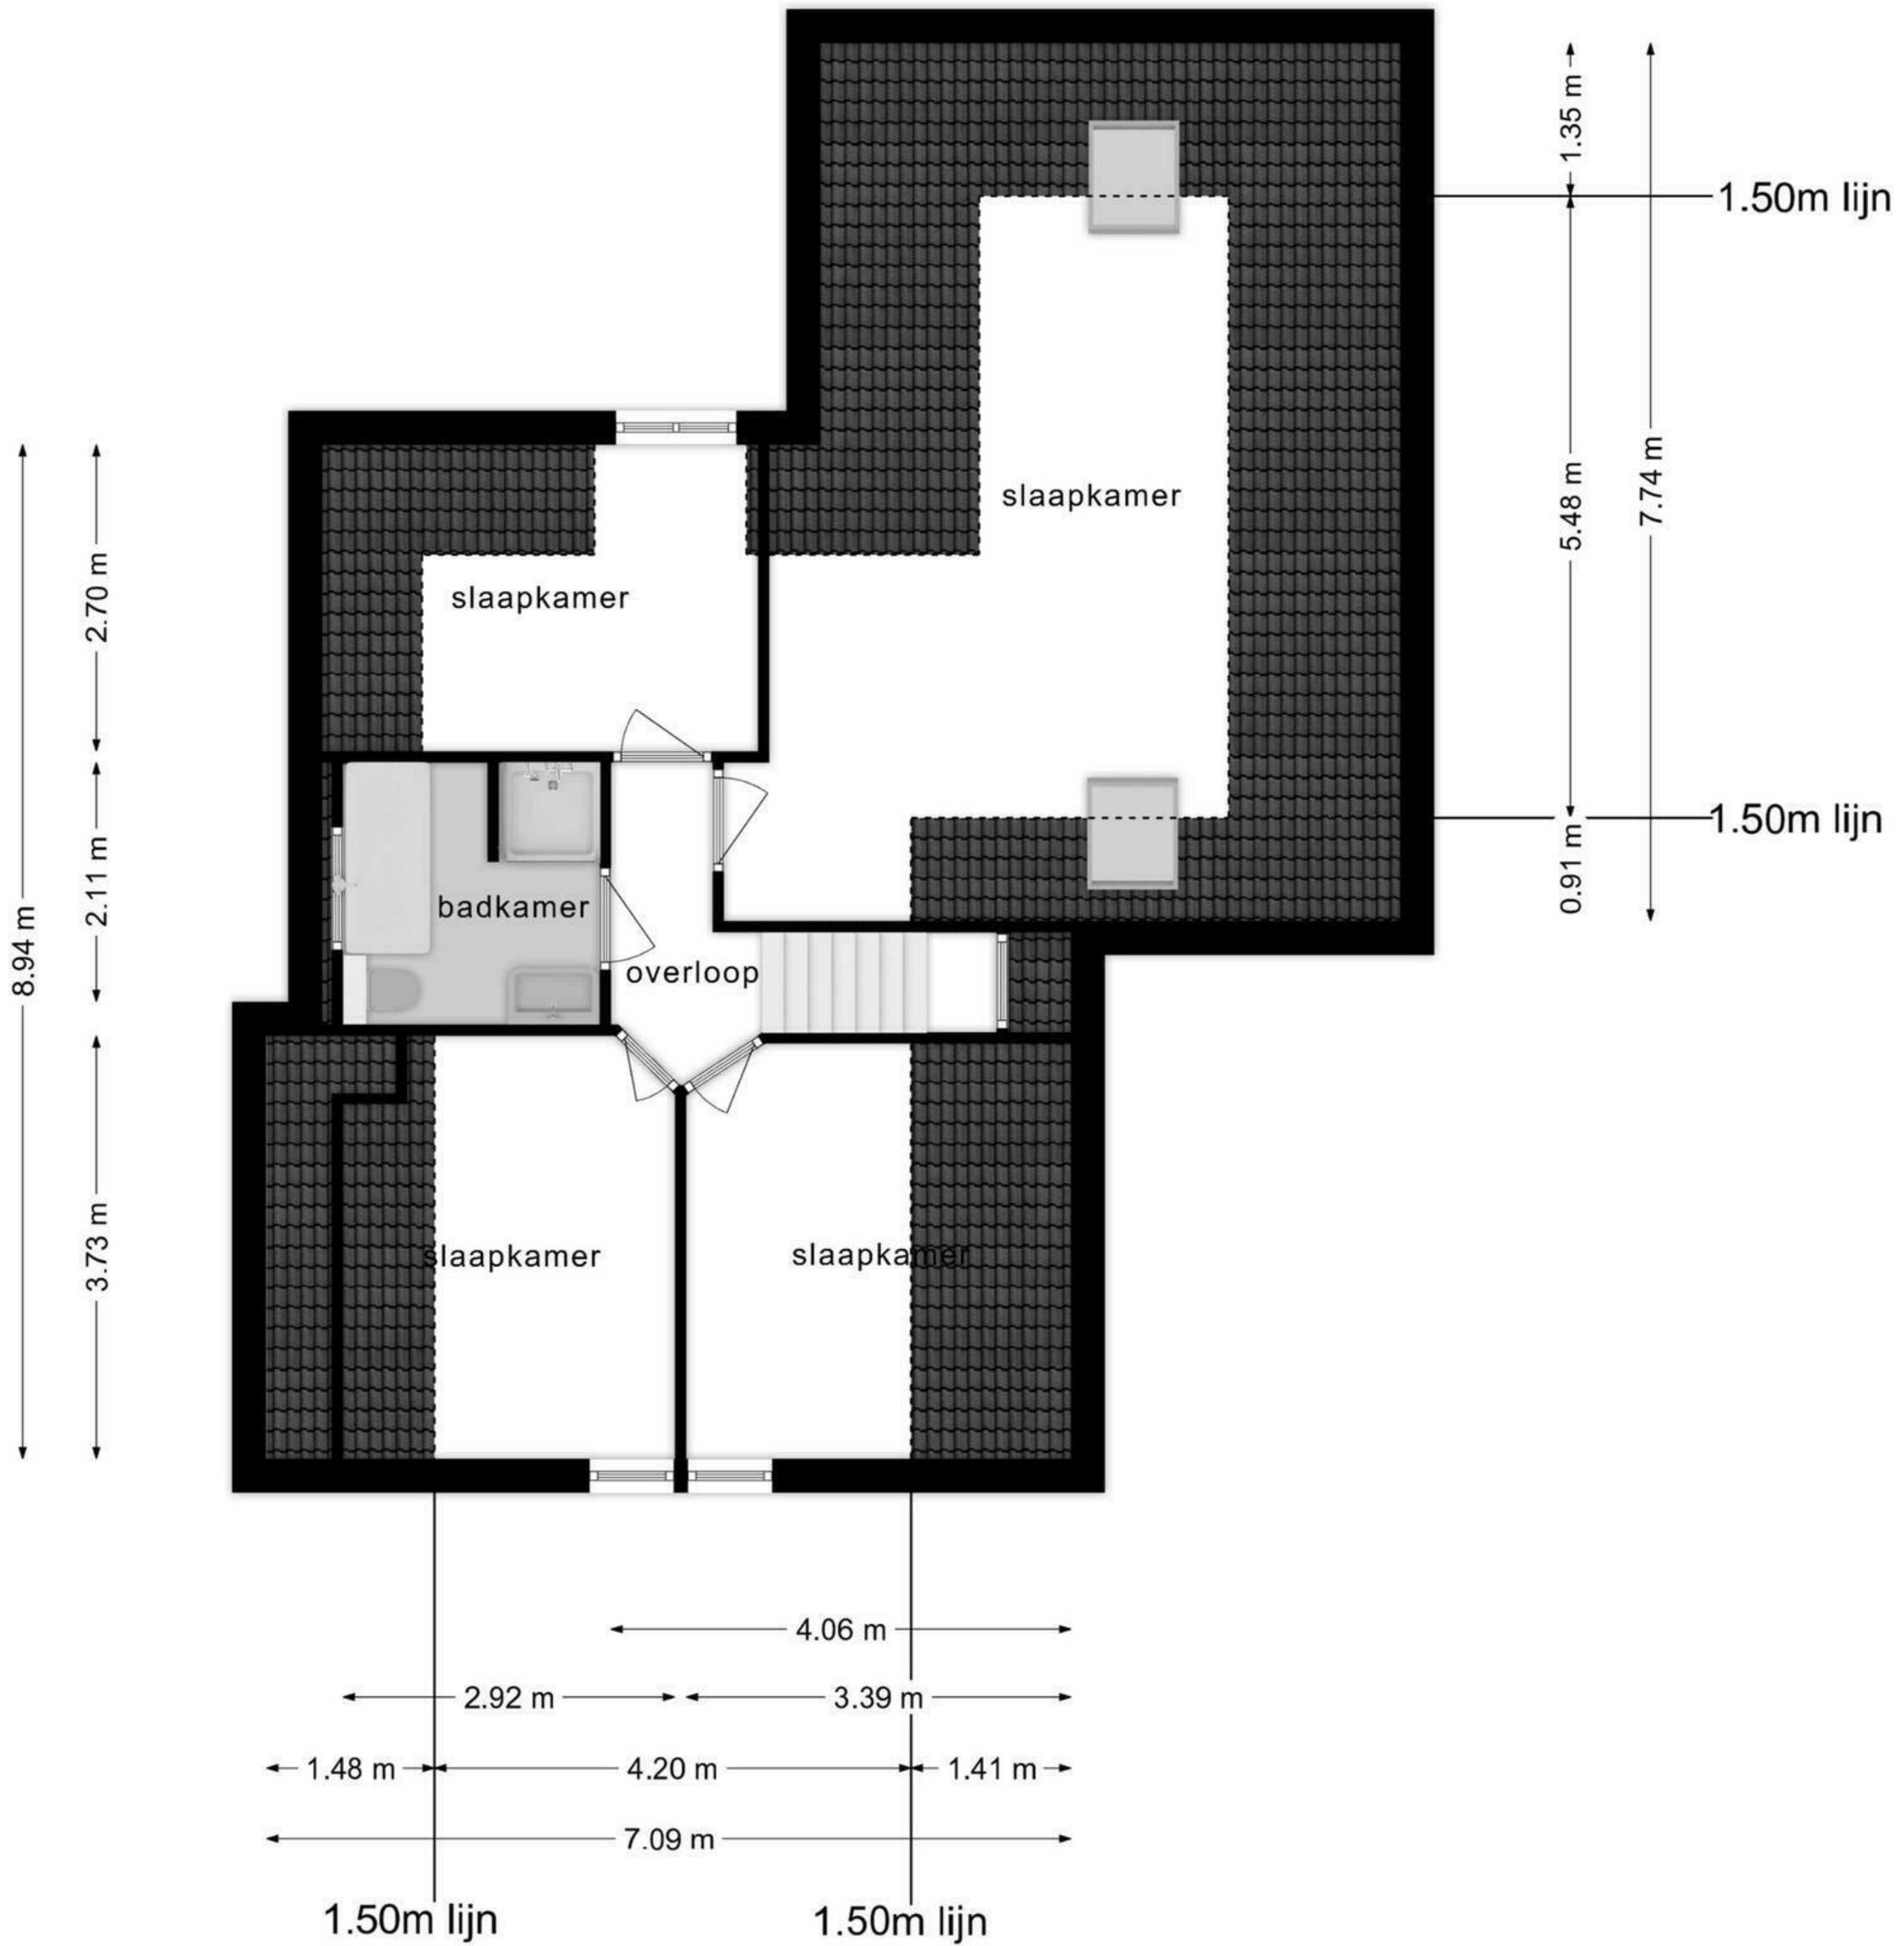 1.35 m
1.50m lijn
5.48 m
7.74 m
slaapkamer
slaapkamer
2.70 m
1.50m lijn
0.91 m
2.11 m
badkamer
8.94 m
overloop
3.73 m
slaapkamer
slaapkamer
4.06 m
2.92 m
3.39 m
1.48 m
4.20 m
1.41 m
7.09 m
1.50m lijn
1.50m lijn